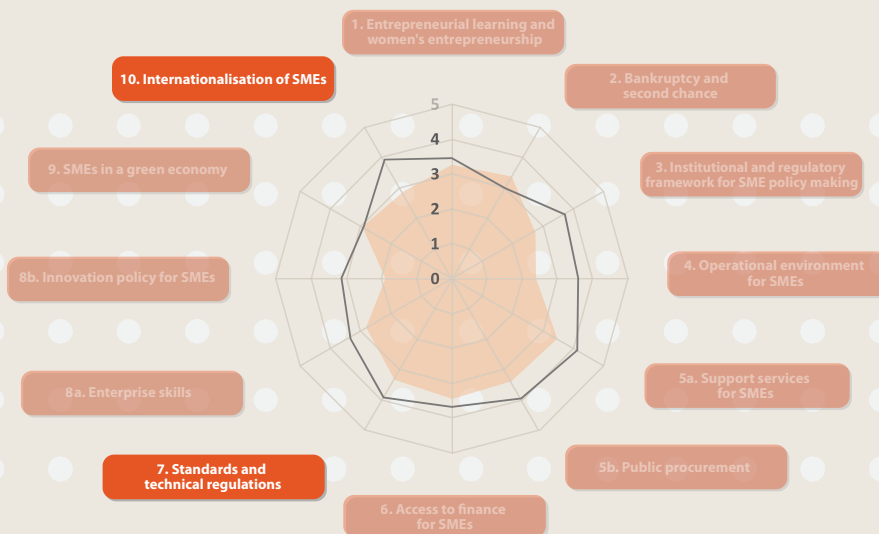 1. Entrepreneurial learning and
women's entrepreneurship
10. Internationalisation of SMEs
2. Bankruptcy and
second chance
5
4
3
2
1
0
9. SMEs in a green economy
3. Institutional and regulatory
framework for SME policy making
8b. Innovation policy for SMEs
4. Operational environment
for SMEs
8a. Enterprise skills
5a. Support services
for SMEs
7. Standards and
technical regulations
5b. Public procurement
6. Access to finance
for SMEs